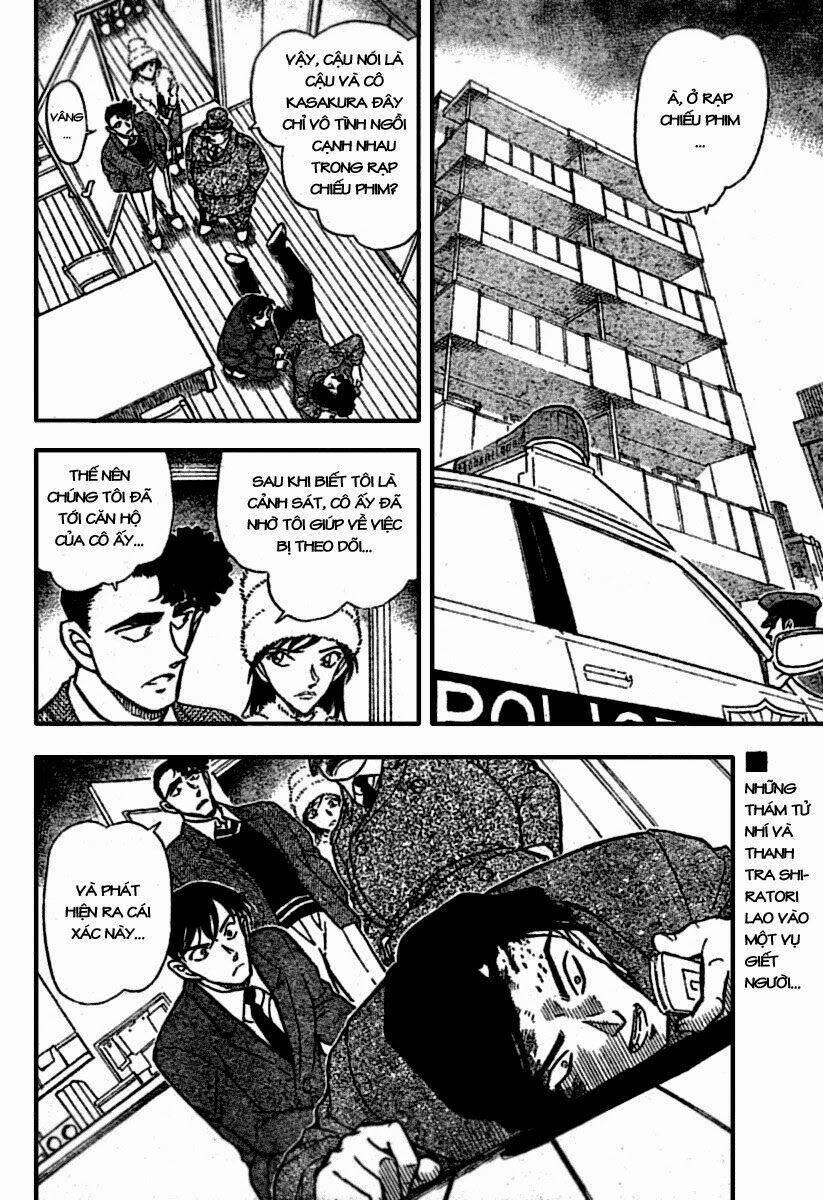 À, Ở RẠP
CHIẾU PHIM
...
VẬY, CẬU NÓI LÀ
CẬU VÀ CÔ
KASAKURA ĐÂY
CHỈ VÔ TÌNH NGỒI
CẠNH NHAU
TRONG RẠP
CHIẾU PHIM?
VÂNG
...
POLICE
SAU KHI BIẾT TÔI LÀ
CẢNH SÁT, CÔ ẤY ĐÃ
NHỜ TÔI GIÚP VỀ VIỆC
BỊ THEO DÕI...
THẾ NÊN
CHÚNG TÔI ĐÃ
TỚI CĂN HỘ
CỦA CÔ ẤY...
NHỮNG
THÁM TỬ
NHÍ VÀ
THANH
TRA SHI-
RATORI
LAO VÀO
MỘT VỤ
GIẾT
NGƯỜI...
VÀ PHÁT
HIỆN RA CÁI
XÁC NÀY...